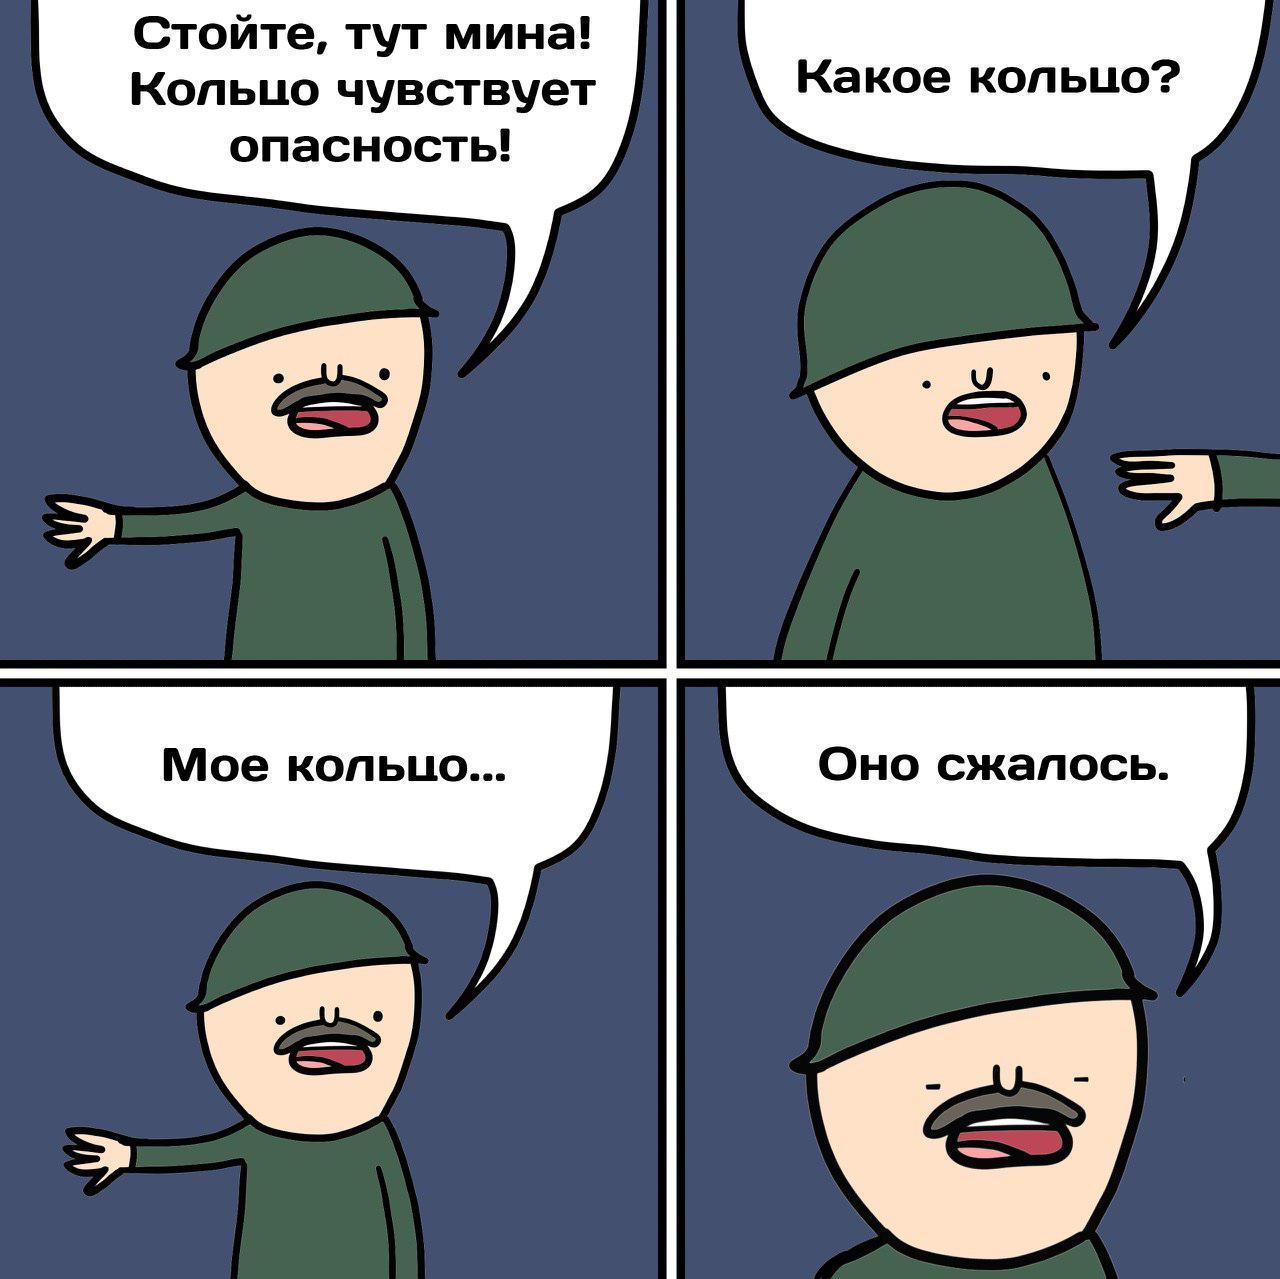 Стойте, тут мина!
Кольцо чувствует
опасность!
Какое кольцо?
Мое кольцо...
Оно сжалось.